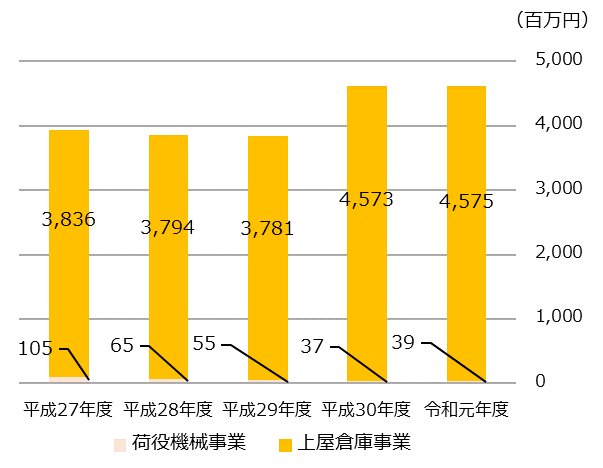 (百万円)
5,000
4,000
3,000
2,000
1,000
0
3,836
3,794
3,781
4,573
4,575
105
65
55
37
39
平成27年度
平成28年度
平成29年度
平成30年度
令和元年度
荷役機械事業
上屋倉庫事業